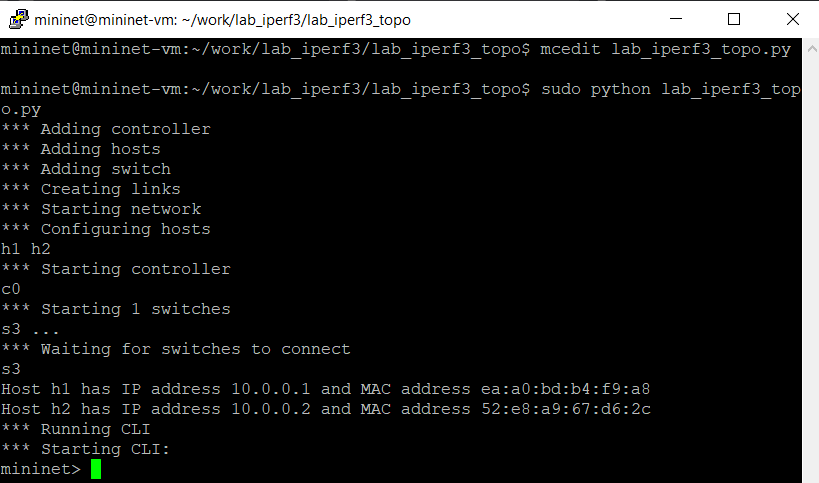 mininet@mininet-vm: ~/work/lab_iperf3/lab_iperf3_topo
mininet@mininet-vm:~/work/lab_iperf3/lab_iperf3_topo$ mcedit lab_iperf3_topo.py
mininet@mininet-vm:~/work/lab_iperf3/lab_iperf3_topo$ sudo python lab_iperf3_top
o.py
*** Adding controller
*** Adding hosts
*** Adding switch
*** Creating links
*** Starting network
*** Configuring hosts
h1 h2
*** Starting controller
c0
*** Starting 1 switches
s3 ...
*** Waiting for switches to connect
s3
Host h1 has IP address 10.0.0.1 and MAC address ea:a0:bd:b4:f9:a8
Host h2 has IP address 10.0.0.2 and MAC address 52:e8:a9:67:d6:2c
*** Running CLI
*** Starting CLI:
mininet>